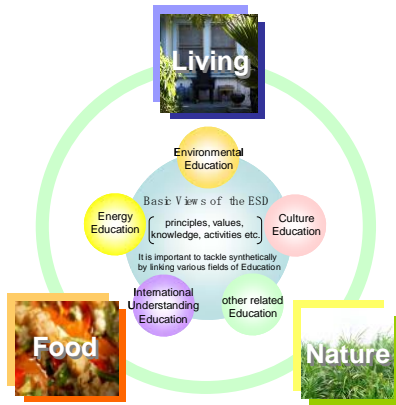 Living
Environmental
Education
Basic Views of the ESD
Energy
Education
principles, values,
knowledge, activities etc.
Culture
Education
It is important to tackle synthetically
by linking various fields of Education
International
Understanding
Education
other related
Education
Food
Nature